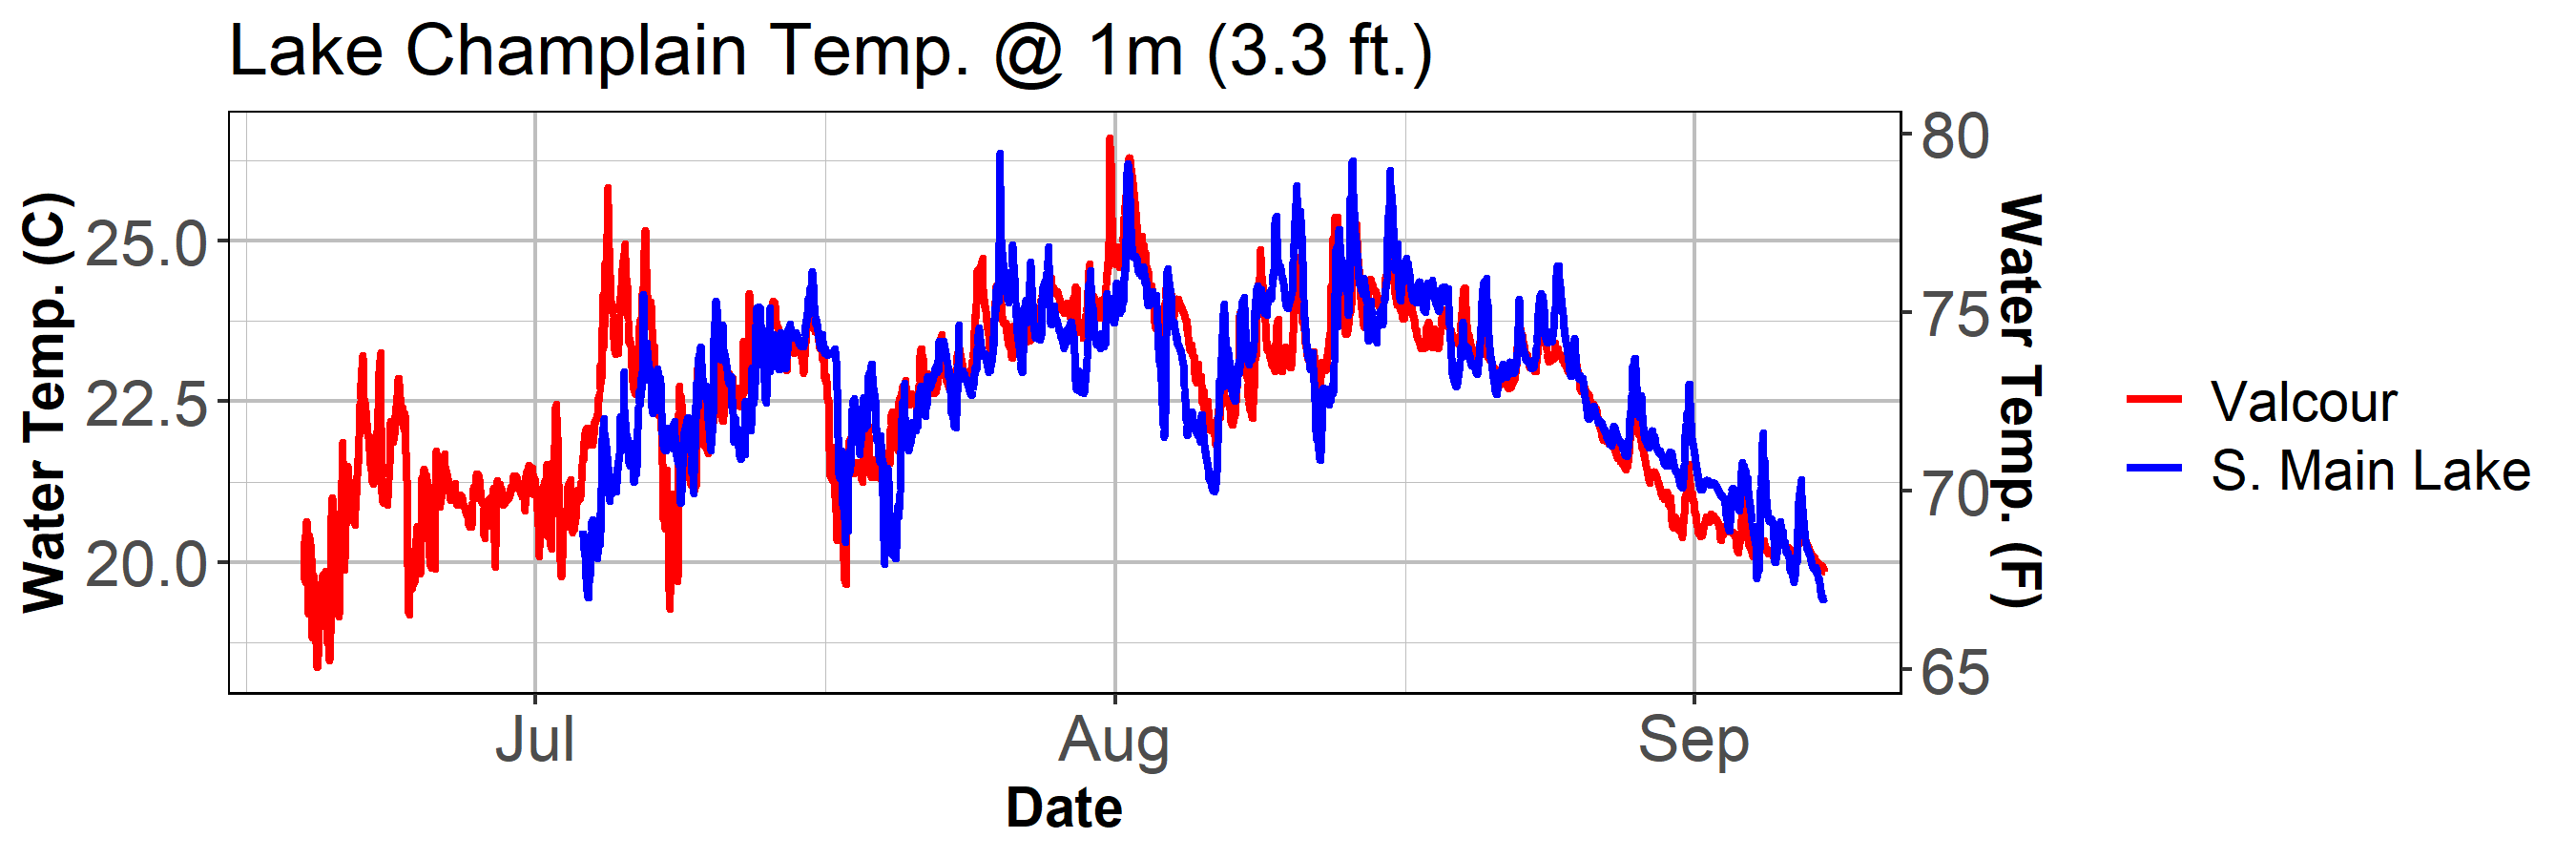 Lake Champlain Temp. @ 1m (3.3 ft.)
Water Temp. (C)
25.0
22.5
20.0
80
75
70
65
Water Temp. (F)
Jul
Aug
Sep
Date
Valcour
S. Main Lake